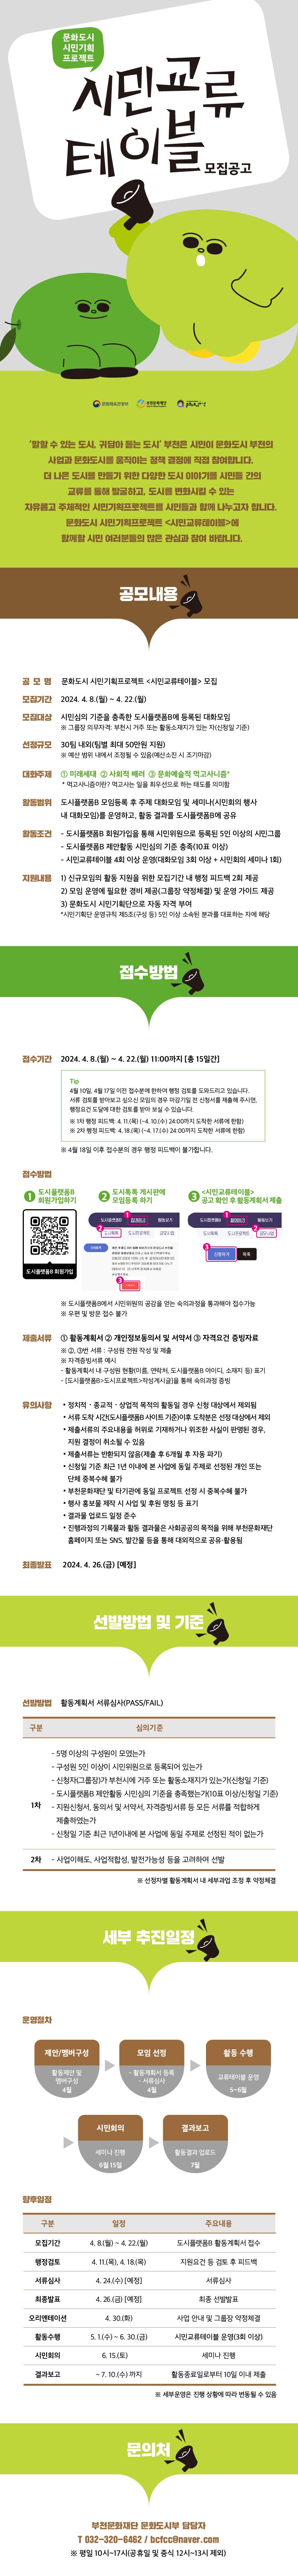 문화도시
시민기획
프로젝트
시민교류
테이블
모집공고
문화체육관광부 부천문화재단
'말할 수 있는 도시, 귀담아 듣는 도시' 부천은 시민이 문화도시 부천의
사업과 문화도시를 움직이는 정책 결정에 직접 참여합니다.
더 나은 도시를 만들기 위한 다양한 도시 이야기를 시민들 간의
교류를 통해 발굴하고, 도시를 변화시킬 수 있는
자유롭고 주체적인 시민기획프로젝트를 시민들과 함께 나누고자 합니다.
문화도시 시민기획프로젝트 <시민교류테이블>에
함께할 시민 여러분들의 많은 관심과 참여 바랍니다.
공모내용
공 모 명 문화도시 시민기획프로젝트 <시민교류테이블> 모집
모집기간 2024. 4. 8.(월) ~ 4. 22.(월)
모집대상 시민심의 기준을 충족한 도시플랫폼B에 등록된 대화모임
※ 그룹장 의무자격: 부천시 거주 또는 활동소재지가 있는 자(신청일 기준)
선정규모 30팀 내외(팀별 최대 50만원 지원)
※ 예산 범위 내에서 조정될 수 있음(예산소진 시 조기마감)
대화주제 ① 미래세대 ② 사회적 배려 ③ 문화예술적 먹고사니즘*
* 먹고사니즘이란? 먹고사는 일을 최우선으로 하는 태도를 의미함
활동범위 도시플랫폼B 모임등록 후 주제 대화모임 및 세미나(시민회의 행사
내 대화모임)를 운영하고, 활동 결과를 도시플랫폼B에 공유
활동조건 - 도시플랫폼B 회원가입을 통해 시민위원으로 등록된 5인 이상의 시민그룹
- 도시플랫폼B 제안활동 시민심의 기준 충족(10표 이상)
- 시민교류테이블 4회 이상 운영(대화모임 3회 이상 + 시민회의 세미나 1회)
지원내용 1) 신규모임의 활동 지원을 위한 모집기간 내 행정 피드백 2회 제공
2) 모임 운영에 필요한 경비 제공(그룹장 약정체결) 및 운영 가이드 제공
3) 문화도시 시민기획단으로 자동 자격 부여
*시민기획단 운영규칙 제5조(구성 등) 5인 이상 소속된 분과를 대표하는 자에 해당
접수방법
접수기간 2024. 4. 8.(월) ~ 4. 22.(월) 11:00까지 [총 15일간]
Tip
4월 10일, 4월 17일 이전 접수분에 한하여 행정 검토를 도와드리고 있습니다.
서류 검토를 받아보고 싶으신 모임의 경우 마감기일 전 신청서를 제출해 주시면,
행정요건 도달에 대한 검토를 받아 보실 수 있습니다.
※ 1차 행정 피드백: 4. 11.(목) (~4. 10.(수) 24:00까지 도착한 서류에 한함)
※ 2차 행정 피드백: 4. 18.(목) (~4. 17.(수) 24:00까지 도착한 서류에 한함)
※ 4월 18일 이후 접수분의 경우 행정 피드백이 불가합니다.
접수방법
1 도시플랫폼B
회원가입하기
도시플랫폼B 회원가입
2 도시톡톡 게시판에
모임등록 하기
3 <시민교류테이블>
공고 확인 후 활동계획서 제출
신청하기 목록
※ 도시플랫폼B에서 시민위원의 공감을 얻는 숙의과정을 통과해야 접수가능
※ 우편 및 방문 접수 불가
제출서류 ① 활동계획서 ② 개인정보동의서 및 서약서 ③ 자격요건 증빙자료
※ ②, ③번 서류 : 구성원 전원 작성 및 제출
※ 자격증빙서류 예시
- 활동계획서 내 구성원 현황(이름, 연락처, 도시플랫폼B 아이디, 소재지 등) 표기
- [도시플랫폼B>도시프로젝트>작성게시글]을 통해 숙의과정 증빙
유의사항 • 정치적・종교적・상업적 목적의 활동일 경우 신청 대상에서 제외됨
• 서류 도착 시간(도시플랫폼B 사이트 기준)이후 도착분은 선정 대상에서 제외
• 제출서류의 주요내용을 허위로 기재하거나 위조한 사실이 판명된 경우,
지원 결정이 취소될 수 있음
• 제출서류는 반환되지 않음(제출 후 6개월 후 자동 파기)
• 신청일 기준 최근 1년 이내에 본 사업에 동일 주제로 선정된 개인 또는
단체 중복수혜 불가
• 부천문화재단 및 타기관에 동일 프로젝트 선정 시 중복수혜 불가
• 행사 홍보물 제작 시 사업 및 후원 명칭 등 표기
• 결과물 업로드 일정 준수
• 진행과정의 기록물과 활동 결과물은 사회공공의 목적을 위해 부천문화재단
홈페이지 또는 SNS, 발간물 등을 통해 대외적으로 공유·활용됨
최종발표 2024. 4. 26.(금) [예정]
선발방법 및 기준
선발방법 활동계획서 서류심사(PASS/FAIL)
구분 심의기준
1차
- 5명 이상의 구성원이 모였는가
- 구성원 5인 이상이 시민위원으로 등록되어 있는가
- 신청자(그룹장)가 부천시에 거주 또는 활동소재지가 있는가(신청일 기준)
- 도시플랫폼B 제안활동 시민심의 기준을 충족했는가(10표 이상/신청일 기준)
- 지원신청서, 동의서 및 서약서, 자격증빙서류 등 모든 서류를 적합하게
제출하였는가
- 신청일 기준 최근 1년이내에 본 사업에 동일 주제로 선정된 적이 없는가
2차 - 사업이해도, 사업적합성, 발전가능성 등을 고려하여 선발
※ 선정자별 활동계획서 내 세부과업 조정 후 약정체결
세부 추진일정
운영절차
제안/멤버구성
활동제안 및
멤버구성
4월
모임 선정
- 활동계획서 등록
- 서류심사
4월
활동 수행
교류테이블 운영
5~6월
시민회의
세미나 진행
6월 15일
결과보고
활동결과 업로드
7월
향후일정
구분 일정 주요내용
모집기간 4. 8.(월) ~ 4. 22.(월) 도시플랫폼B 활동계획서 접수
행정검토 4. 11.(목), 4. 18.(목) 지원요건 등 검토 후 피드백
서류심사 4. 24.(수) [예정] 서류심사
최종발표 4. 26.(금) [예정] 최종 선발발표
오리엔테이션 4. 30.(화) 사업 안내 및 그룹장 약정체결
활동수행 5. 1.(수) ~ 6. 30.(금) 시민교류테이블 운영(3회 이상)
시민회의 6. 15.(토) 세미나 진행
결과보고 ~ 7. 10.(수) 까지 활동종료일로부터 10일 이내 제출
※ 세부운영은 진행 상황에 따라 변동될 수 있음
문의처
부천문화재단 문화도시부 담당자
T 032-320-6462 / bcfcc@naver.com
※ 평일 10시~17시(공휴일 및 중식 12시~13시 제외)